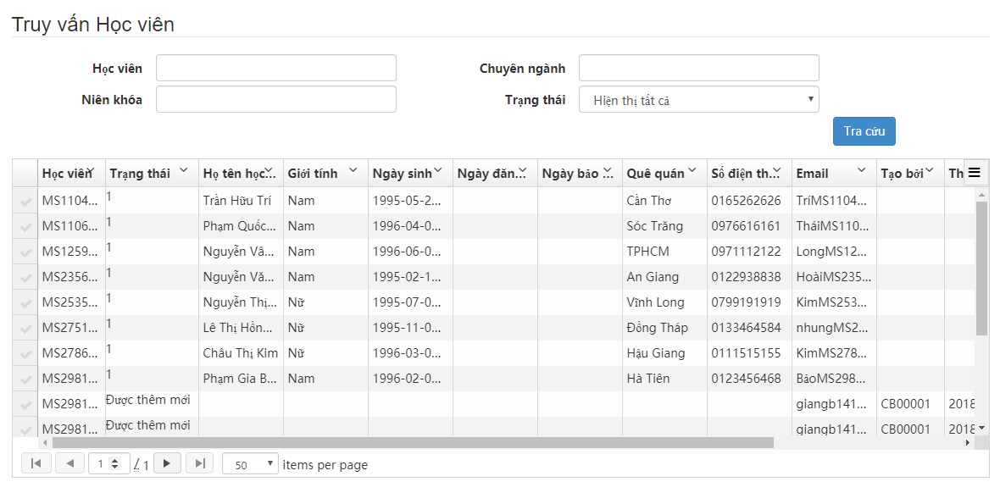 Truy vấn Học viên
Học viên Chuyên ngành
Niên khóa Trạng thái Hiện thị tất cả
Tra cứu
Học viên Trạng thái Họ tên học... Giới tính Ngày sinh Ngày đăn... Ngày bảo ... Quê quán Số điện th... Email Tạo bởi Th
MS1104... 1 Trần Hữu Trí Nam 1995-05-2... Cần Thơ 0165262626 TríMS1104...
MS1106... 1 Phạm Quốc... Nam 1996-04-0... Sóc Trăng 0976616161 TháiMS110...
MS1259... 1 Nguyễn Vâ... Nam 1996-06-0... TPHCM 0971112122 LongMS12...
MS2356... 1 Nguyễn Vă... Nam 1995-02-1... An Giang 0122938838 HoàiMS235...
MS2535... 1 Nguyễn Thị... Nữ 1995-07-0... Vĩnh Long 0799191919 KimMS253...
MS2751... 1 Lê Thị Hồn... Nữ 1995-11-0... Đồng Tháp 0133464584 nhungMS2...
MS2786... 1 Châu Thị Kim Nữ 1996-03-0... Hậu Giang 0111515155 KimMS278...
MS2981... 1 Phạm Gia B... Nam 1996-02-0... Hà Tiên 0123456468 BảoMS298...
MS2981... Được thêm mới giangb141... CB00001 2018
MS2981... Được thêm mới giangb141... CB00001 2018
1 / 1 50 items per page